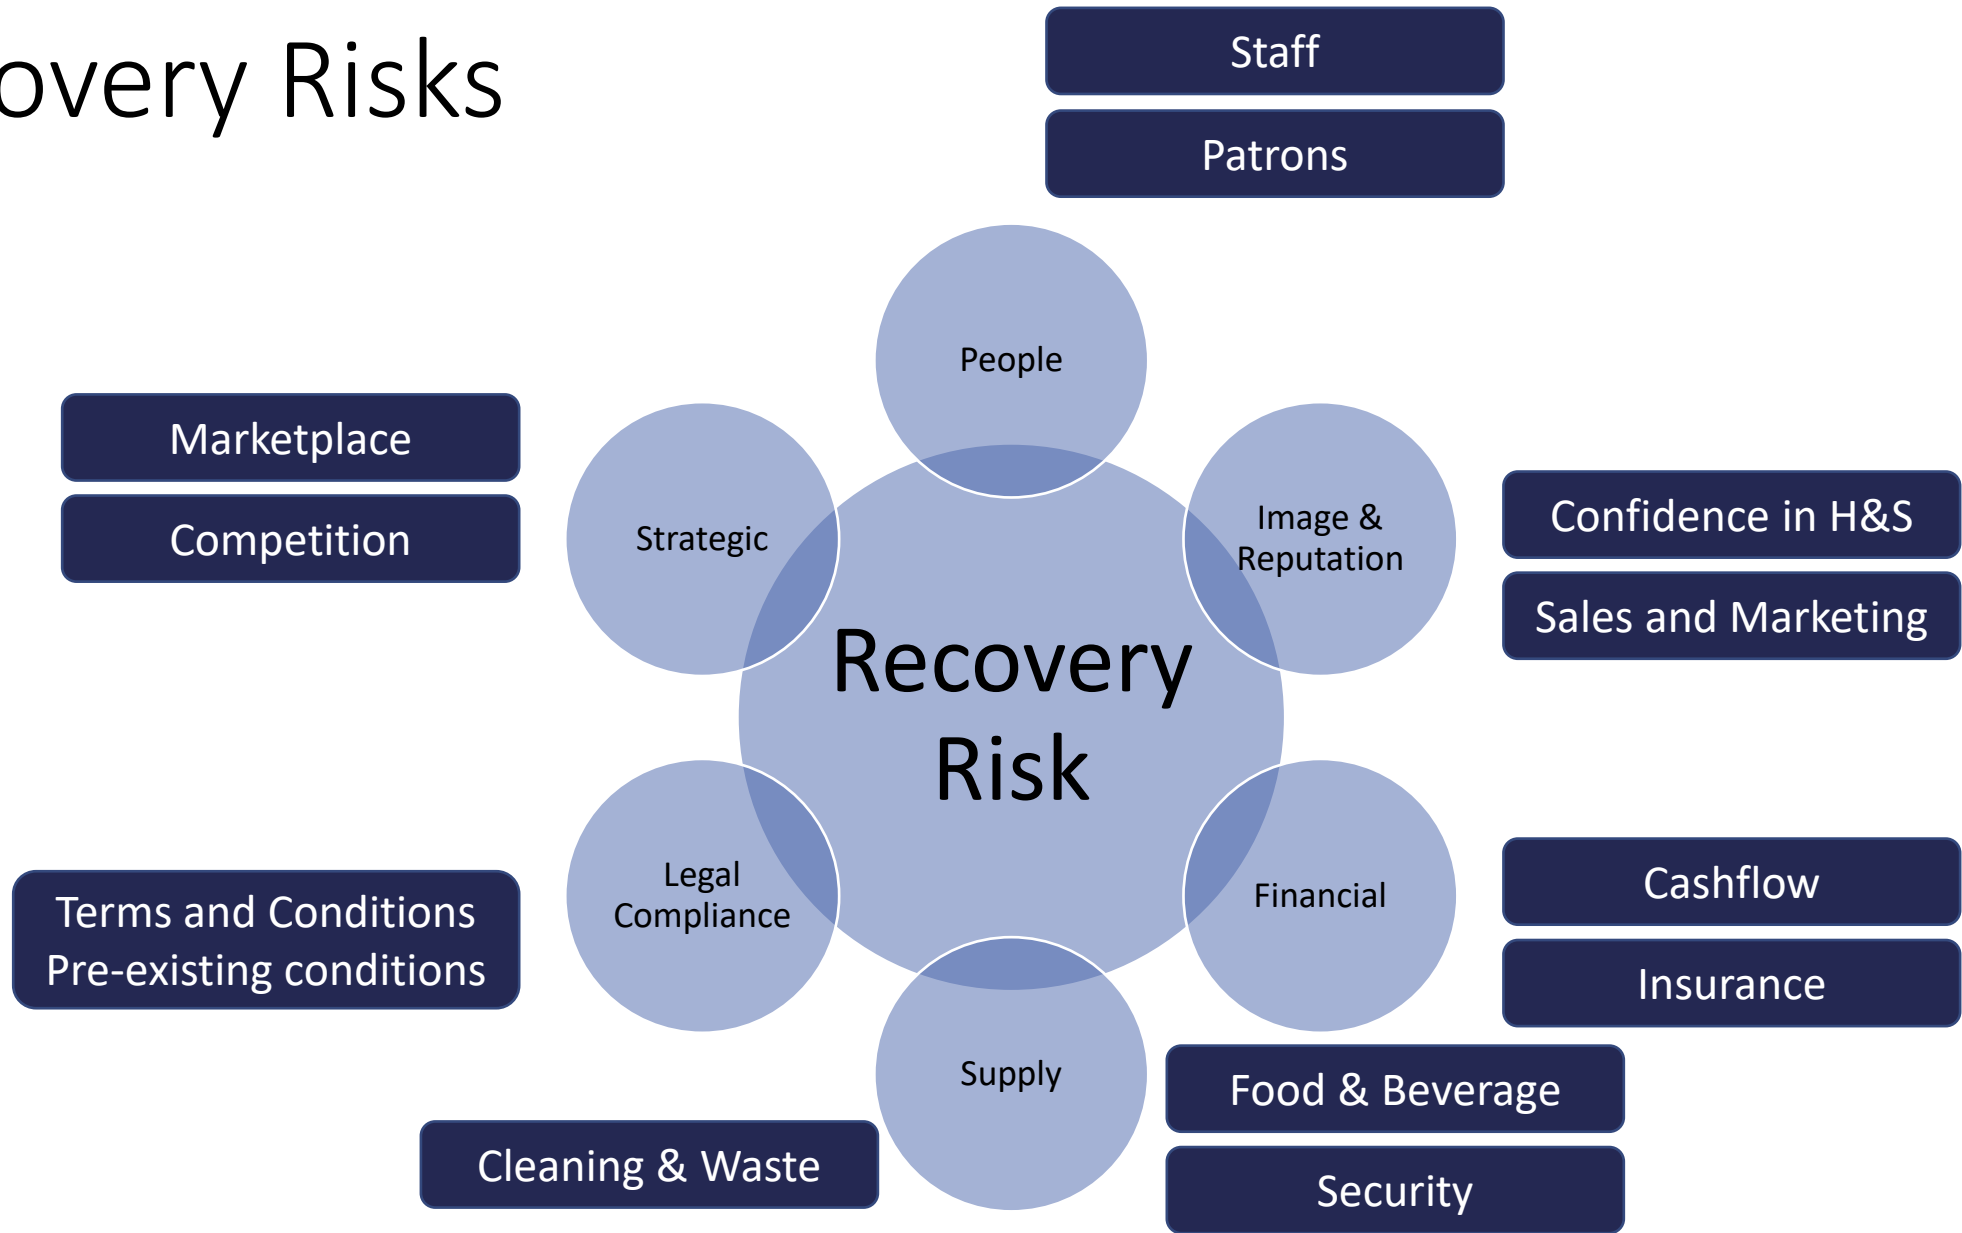 overy Risks
Staff
Patrons
People
Marketplace
Competition
Strategic
Image &
Reputation
Confidence in H&S
Sales and Marketing
Recovery
Risk
Legal
Compliance
Terms and Conditions
Pre-existing conditions
Financial
Cashflow
Insurance
Supply
Food & Beverage
Security
Cleaning & Waste